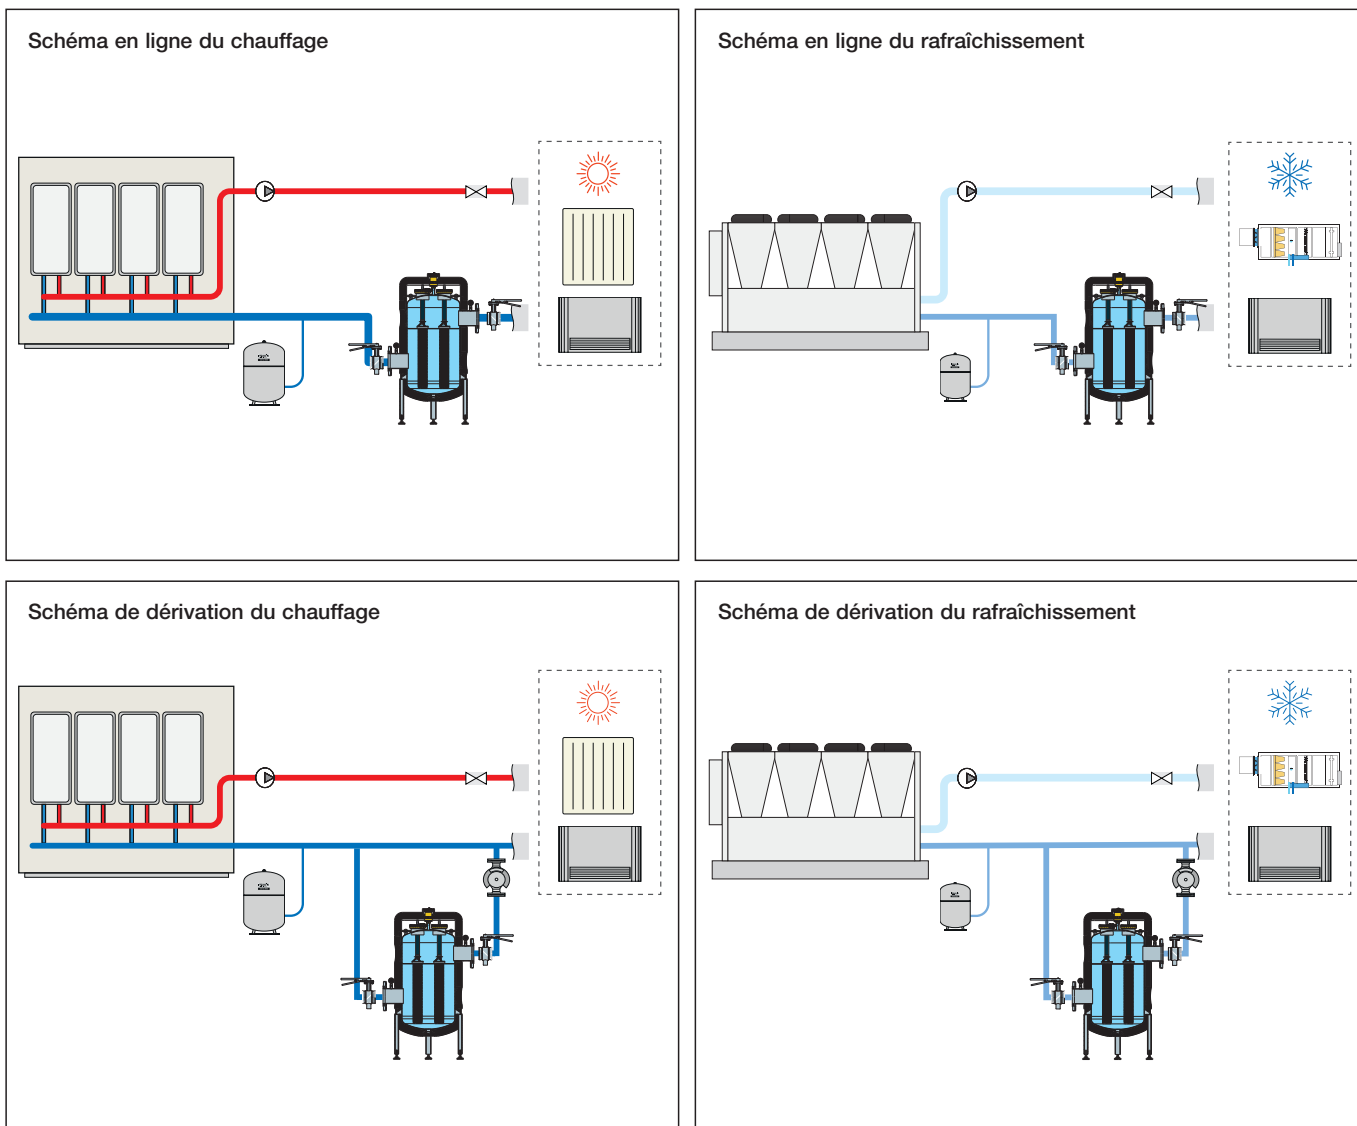 Schéma en ligne du chauffage
Schéma en ligne du rafraîchissement
Schéma de dérivation du chauffage
Schéma de dérivation du rafraîchissement